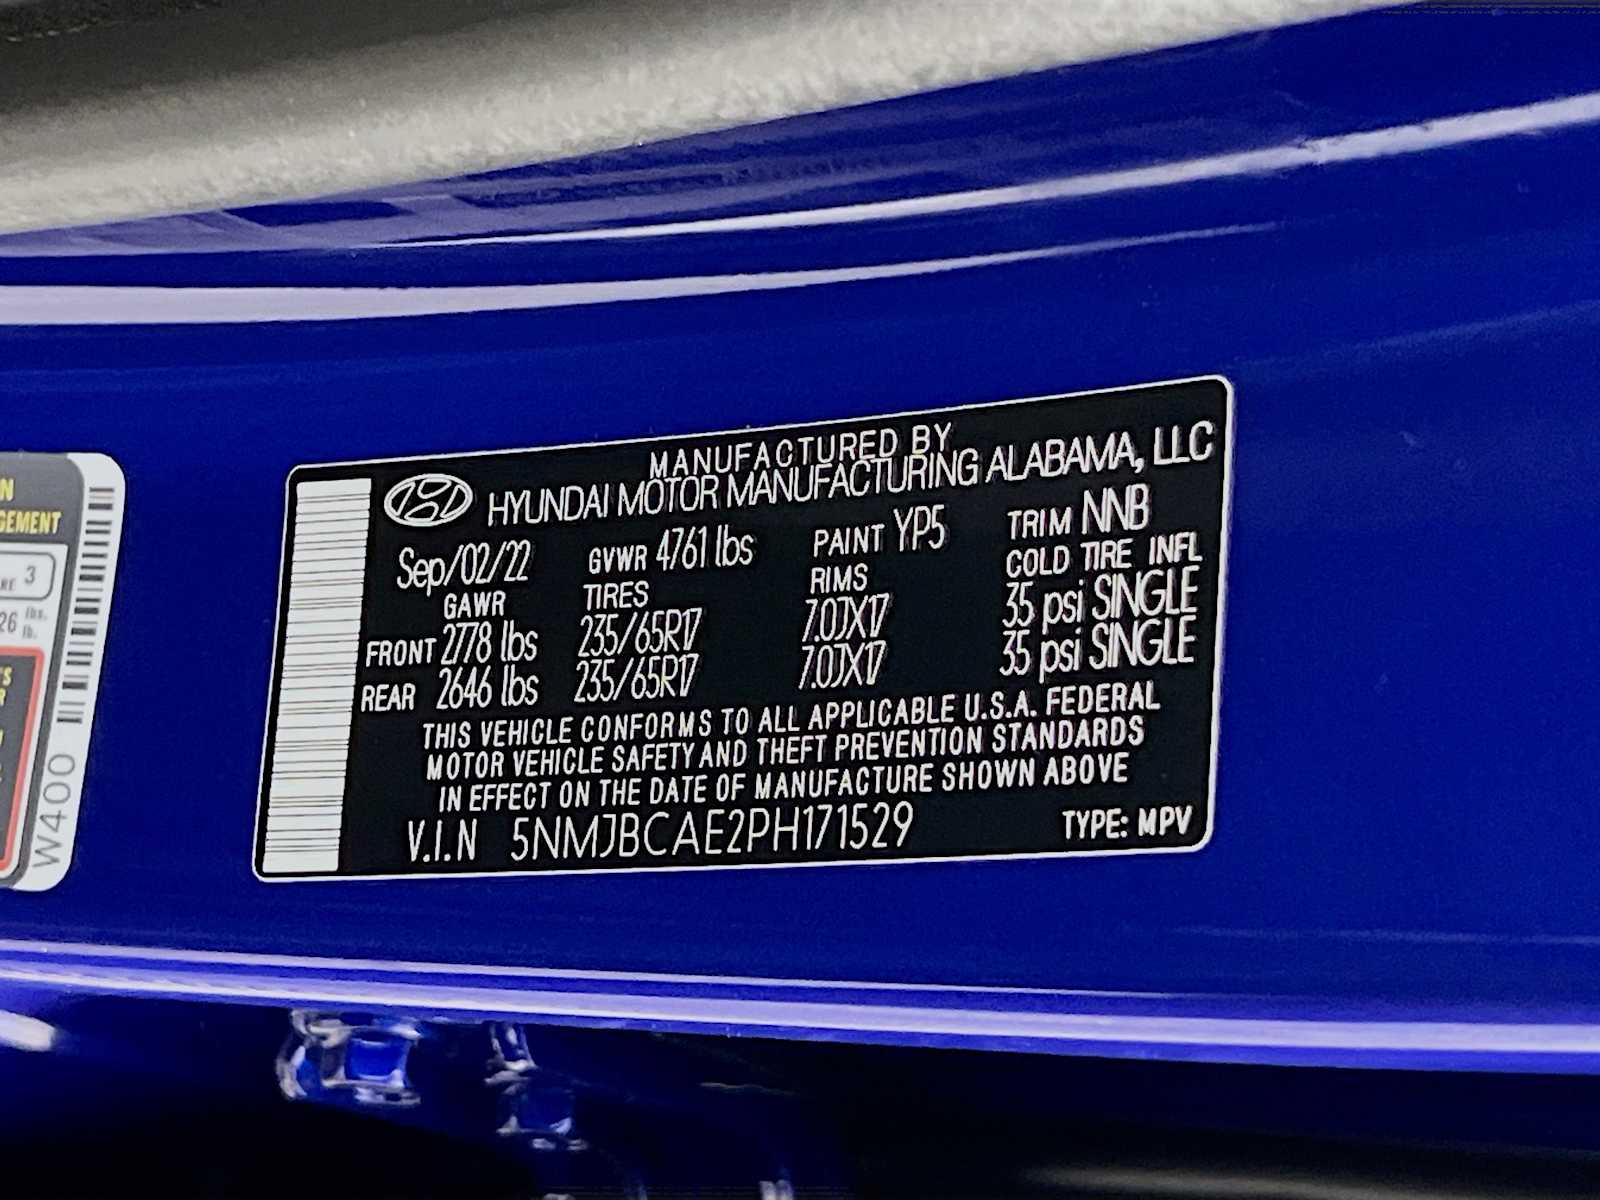 MANUFACTURED BY
HYUNDAI MOTOR MANUFACTURING ALABAMA, LLC
Sep/02/22 GVWR 4761 lbs PAINT YP5 TRIM NNB
GAWR TIRES RIMS COLD TIRE INFL
FRONT 2778 lbs 235/65R17 7.0JX17 35 psi SINGLE
REAR 2646 lbs 235/65R17 7.0JX17 35 psi SINGLE
THIS VEHICLE CONFORMS TO ALL APPLICABLE U.S.A. FEDERAL
MOTOR VEHICLE SAFETY AND THEFT PREVENTION STANDARDS
IN EFFECT ON THE DATE OF MANUFACTURE SHOWN ABOVE
V.I.N 5NMJBCAE2PH171529 TYPE: MPV
3
lbs.
lb.
W400